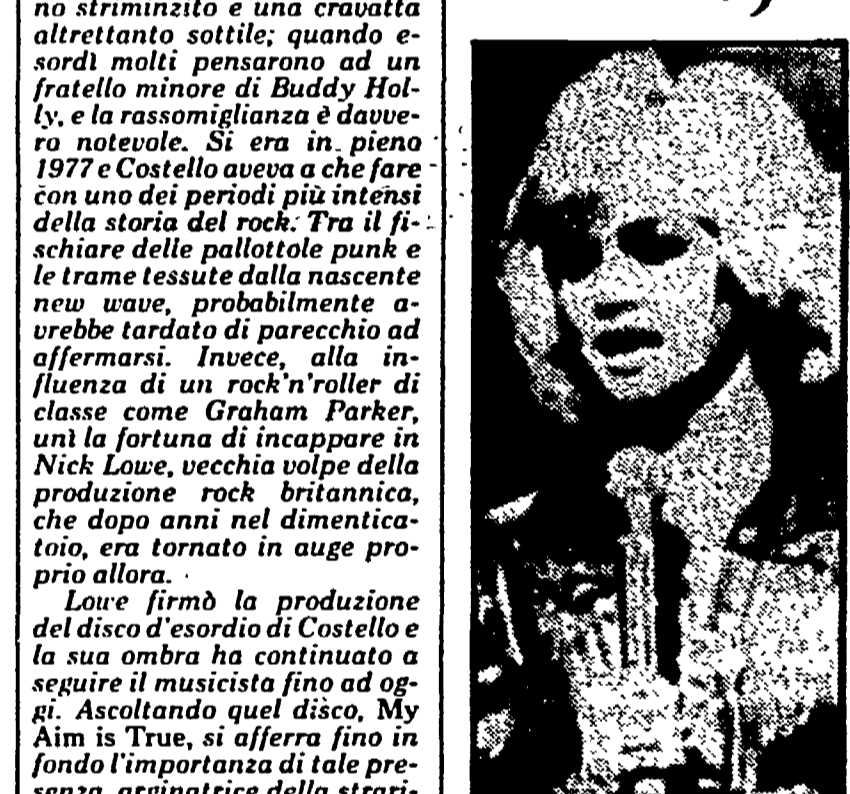 no striminzito e una cravatta
altrettanto sottile; quando e-
sordì molti pensarono ad un
fratello minore di Buddy Hol-
ly, e la rassomiglianza è davve-
ro notevole. Si era in pieno
1977 e Costello aveva a che fare
con uno dei periodi più intensi
della storia del rock. Tra il fi-
schiare delle pallottole punk e
le trame tessute dalla nascente
new wave, probabilmente a-
vrebbe tardato di parecchio ad
affermarsi. Invece, alla in-
fluenza di un rock'n'roller di
classe come Graham Parker,
unì la fortuna di incappare in
Nick Lowe, vecchia volpe della
produzione rock britannica,
che dopo anni nel dimentica-
toio, era tornato in auge pro-
prio allora.
Lowe firmò la produzione
del disco d'esordio di Costello e
la sua ombra ha continuato a
seguire il musicista fino ad og-
gi. Ascoltando quel disco, My
Aim is True, si afferra fino in
fondo l'importanza di tale pre-
senza, arginatrice della strari-